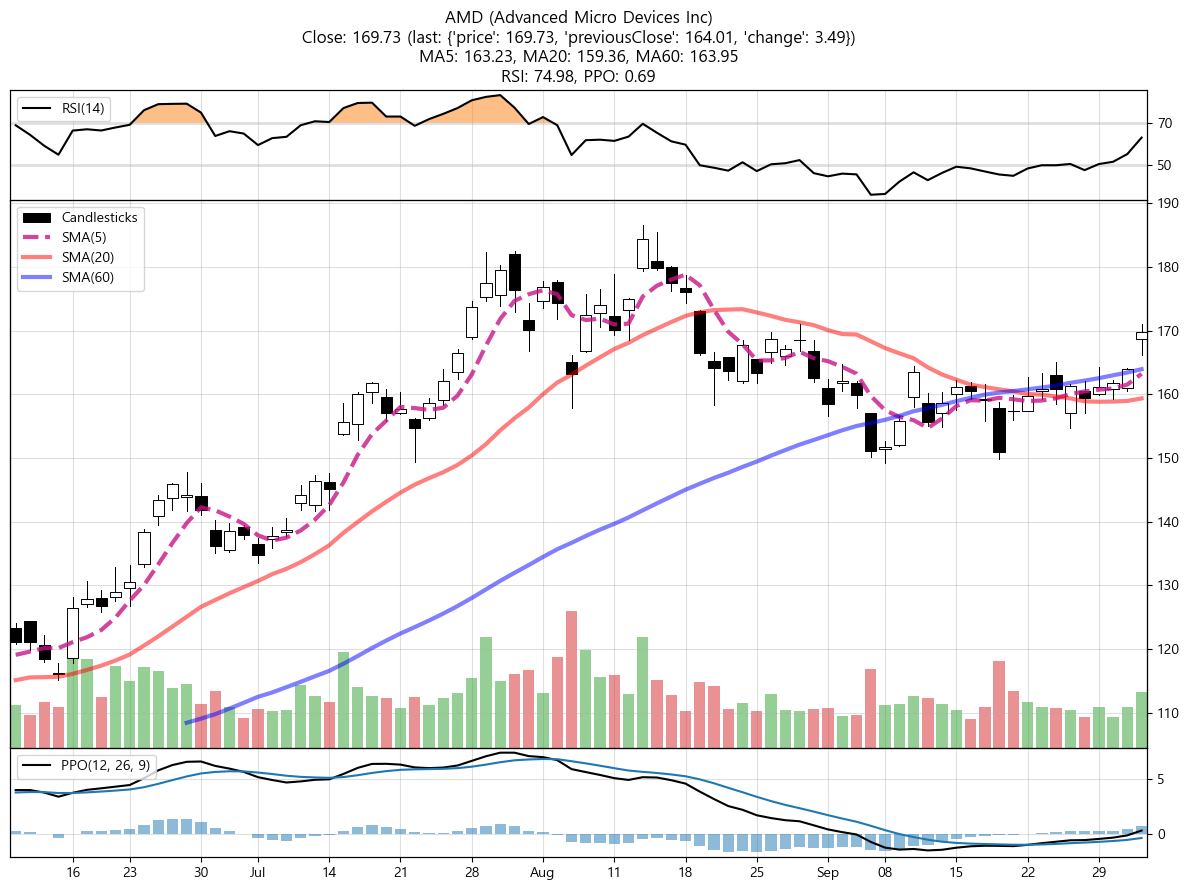 AMD (Advanced Micro Devices Inc)
Close: 169.73 (last: {'price': 169.73, 'previousClose': 164.01, 'change': 3.49})
MA5: 163.23, MA20: 159.36, MA60: 163.95
RSI: 74.98, PPO: 0.69
RSI(14)
70
50
Candlesticks
SMA(5)
SMA(20)
SMA(60)
190
180
170
160
150
140
130
120
110
PPO(12, 26, 9)
5
0
16 23 30 Jul 14 21 28 Aug 11 18 25 Sep 08 15 22 29